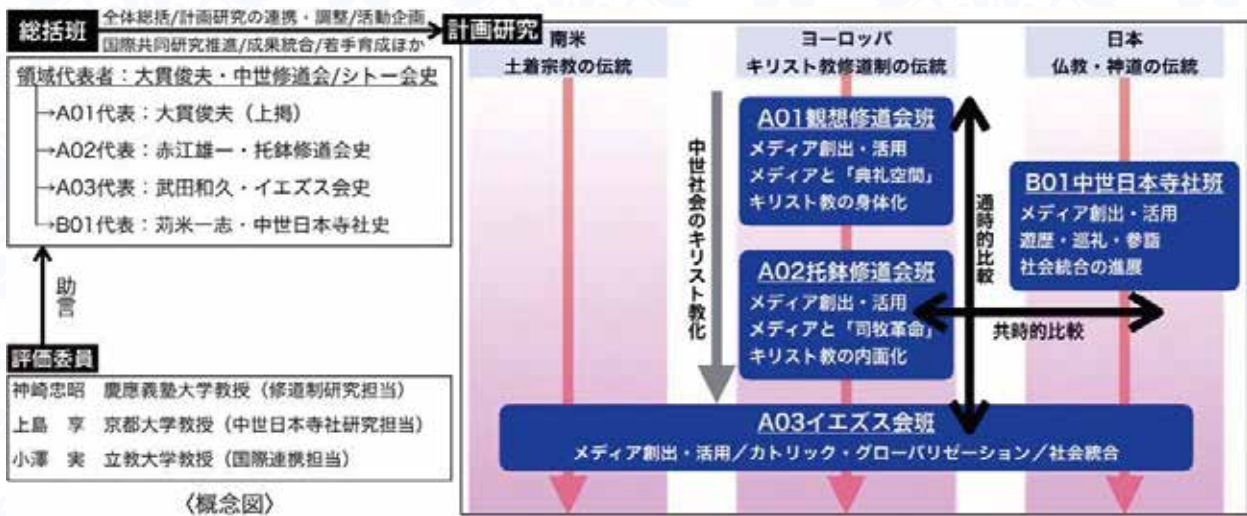 総括班
全体総括/計画研究の連携・調整/活動企画
国際共同研究推進/成果統合/若手育成ほか
領域代表者：大貫俊夫・中世修道会/シトー会史
→A01代表：大貫俊夫（上掲）
→A02代表：赤江雄一・托鉢修道会史
→A03代表：武田和久・イエズス会史
→B01代表：苅米一志・中世日本寺社史
助言
評価委員
神崎忠昭　慶應義塾大学教授（修道制研究担当）
上島　享　京都大学教授（中世日本寺社研究担当）
小澤　実　立教大学教授（国際連携担当）
〈概念図〉
計画研究
南米
土着宗教の伝統
ヨーロッパ
キリスト教修道制の伝統
日本
仏教・神道の伝統
中世社会のキリスト教化
A01観想修道会班
メディア創出・活用
メディアと「典礼空間」
キリスト教の身体化
A02托鉢修道会班
メディア創出・活用
メディアと「司牧革命」
キリスト教の内面化
通時的比較
B01中世日本寺社班
メディア創出・活用
遊歴・巡礼・参詣
社会統合の進展
共時的比較
A03イエズス会班
メディア創出・活用／カトリック・グローバリゼーション／社会統合